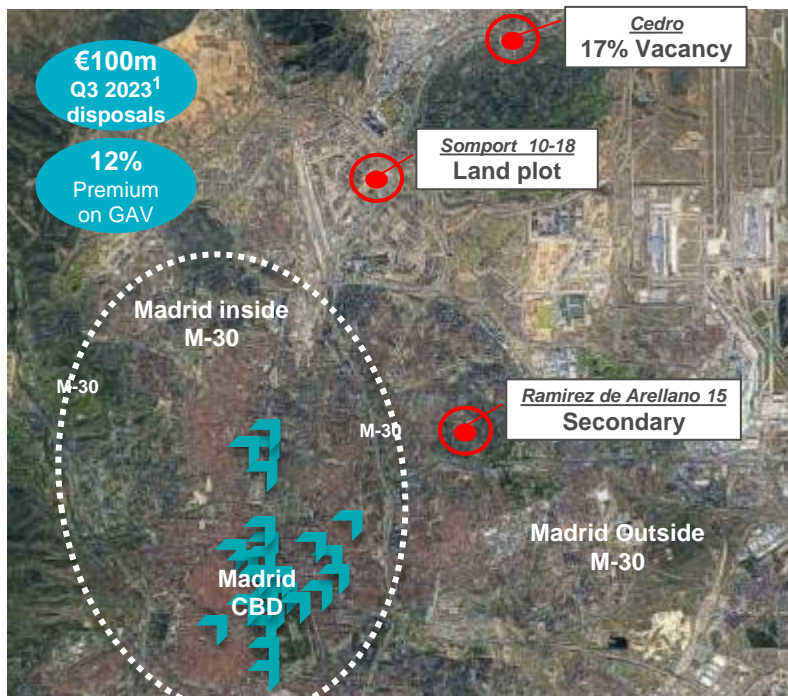 €100m
Q3 2023¹
disposals
12%
Premium
on GAV
Cedro
17% Vacancy
Somport 10-18
Land plot
Madrid inside
M-30
M-30
Ramirez de Arellano 15
Secondary
M-30
Madrid Outside
M-30
Madrid
CBD